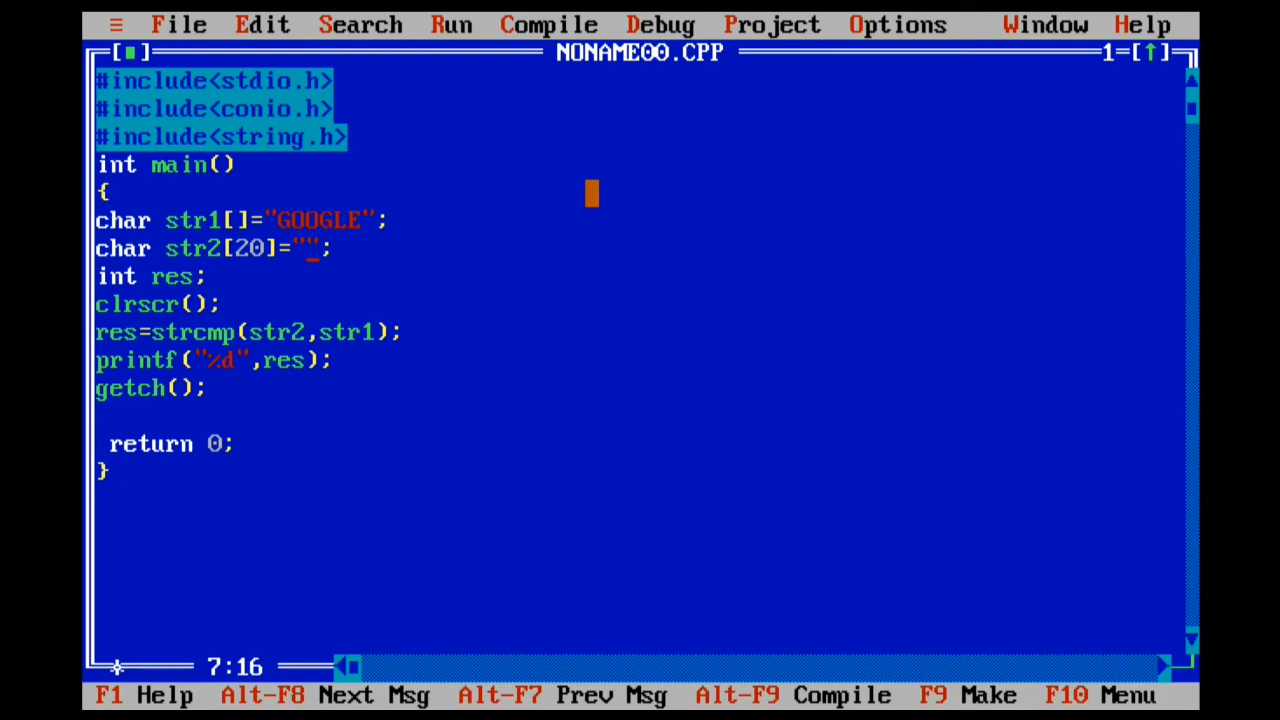 ≡ File Edit Search Run Compile Debug Project Options Window Help
[■] NONAME00.CPP 1=[↑]
#include<stdio.h>
#include<conio.h>
#include<string.h>
int main()
{
char str1[]="GOOGLE";
char str2[20]="";
int res;
clrscr();
res=strcmp(str2,str1);
printf("%d",res);
getch();
return 0;
}
7:16
F1 Help Alt-F8 Next Msg Alt-F7 Prev Msg Alt-F9 Compile F9 Make F10 Menu